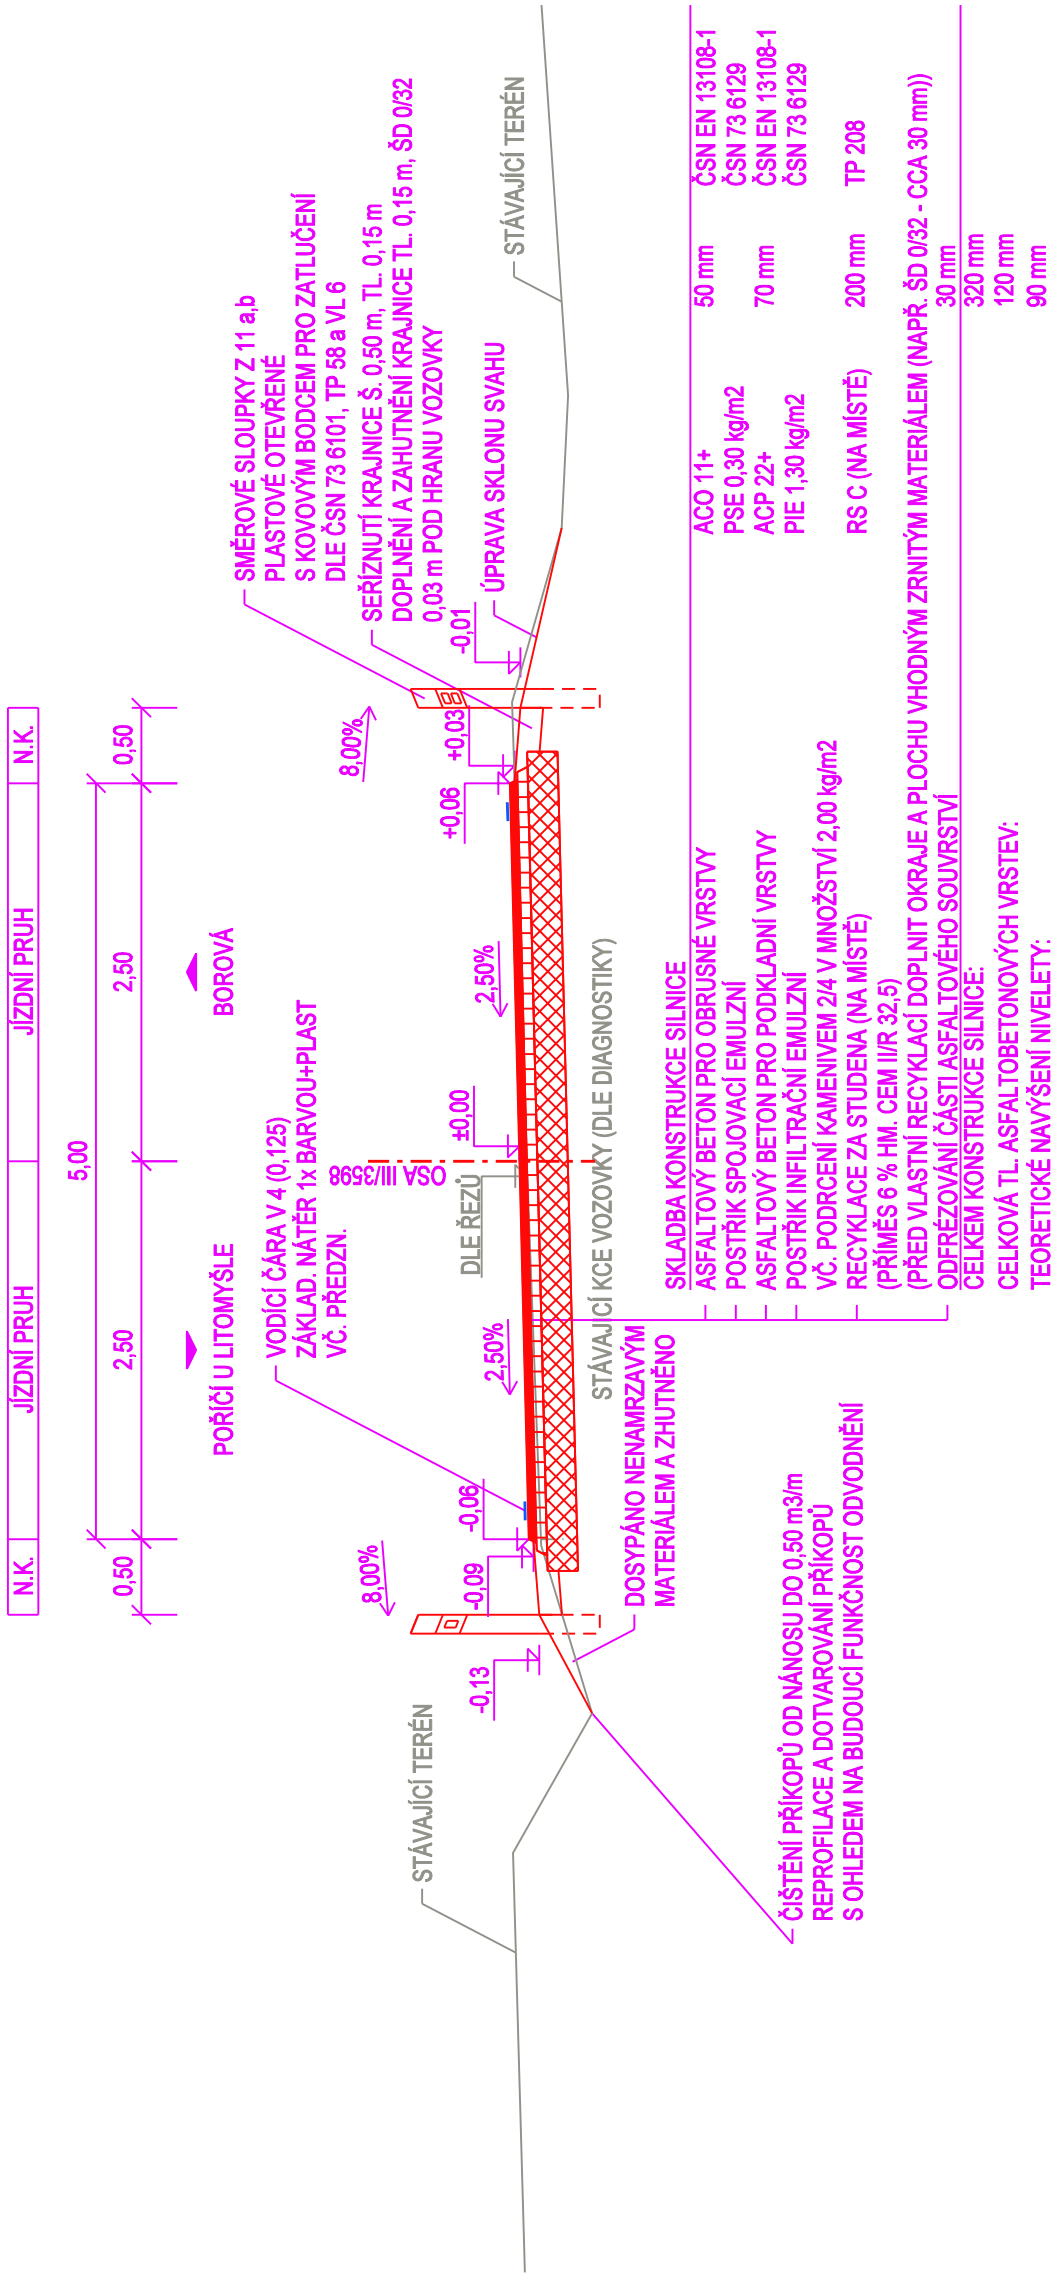 N.K.
JÍZDNÍ PRUH
JÍZDNÍ PRUH
N.K.
5,00
0,50
2,50
2,50
0,50
POŘÍČÍ U LITOMYŠLE
BOROVÁ
VODÍCÍ ČÁRA V 4 (0,125)
ZÁKLAD. NÁTĚR 1x BARVOU+PLAST
VČ. PŘEDZN.
SMĚROVÉ SLOUPKY Z 11 a,b
PLASTOVÉ OTEVŘENÉ
S KOVOVÝM BODCEM PRO ZATLUČENÍ
DLE ČSN 73 6101, TP 58 a VL 6
SEŘÍZNUTÍ KRAJNICE Š. 0,50 m, TL. 0,15 m
DOPLNĚNÍ A ZAHUTNĚNÍ KRAJNICE TL. 0,15 m, ŠD 0/32
0,03 m POD HRANU VOZOVKY
ÚPRAVA SKLONU SVAHU
STÁVAJÍCÍ TERÉN
STÁVAJÍCÍ TERÉN
8,00%
8,00%
OSA III/3598
DLE ŘEZŮ
-0,13
-0,09
-0,06
2,50%
±0,00
2,50%
+0,06
+0,03
-0,01
STÁVAJÍCÍ KCE VOZOVKY (DLE DIAGNOSTIKY)
DOSYPÁNO NENAMRZAVÝM
MATERIÁLEM A ZHUTNĚNO
ČIŠTĚNÍ PŘÍKOPŮ OD NÁNOSU DO 0,50 m3/m
REPROFILACE A DOTVAROVÁNÍ PŘÍKOPŮ
S OHLEDEM NA BUDOUCÍ FUNKČNOST ODVODNĚNÍ
SKLADBA KONSTRUKCE SILNICE
ASFALTOVÝ BETON PRO OBRUSNÉ VRSTVY ACO 11+ 50 mm ČSN EN 13108-1
POSTŘIK SPOJOVACÍ EMULZNÍ PSE 0,30 kg/m2 ČSN 73 6129
ASFALTOVÝ BETON PRO PODKLADNÍ VRSTVY ACP 22+ 70 mm ČSN EN 13108-1
POSTŘIK INFILTRAČNÍ EMULZNÍ PIE 1,30 kg/m2 ČSN 73 6129
VČ. PODRCENÍ KAMENIVEM 2/4 V MNOŽSTVÍ 2,00 kg/m2
RECYKLACE ZA STUDENA (NA MÍSTĚ) RS C (NA MÍSTĚ) 200 mm TP 208
(PŘÍMĚS 6 % HM. CEM II/R 32,5)
(PŘED VLASTNÍ RECYKLACÍ DOPLNIT OKRAJE A PLOCHU VHODNÝM ZRNITÝM MATERIÁLEM (NAPŘ. ŠD 0/32 - CCA 30 mm))
ODFRÉZOVÁNÍ ČÁSTI ASFALTOVÉHO SOUVRSTVÍ 30 mm
CELKEM KONSTRUKCE SILNICE: 320 mm
CELKOVÁ TL. ASFALTOBETONOVÝCH VRSTEV: 120 mm
TEORETICKÉ NAVÝŠENÍ NIVELETY: 90 mm